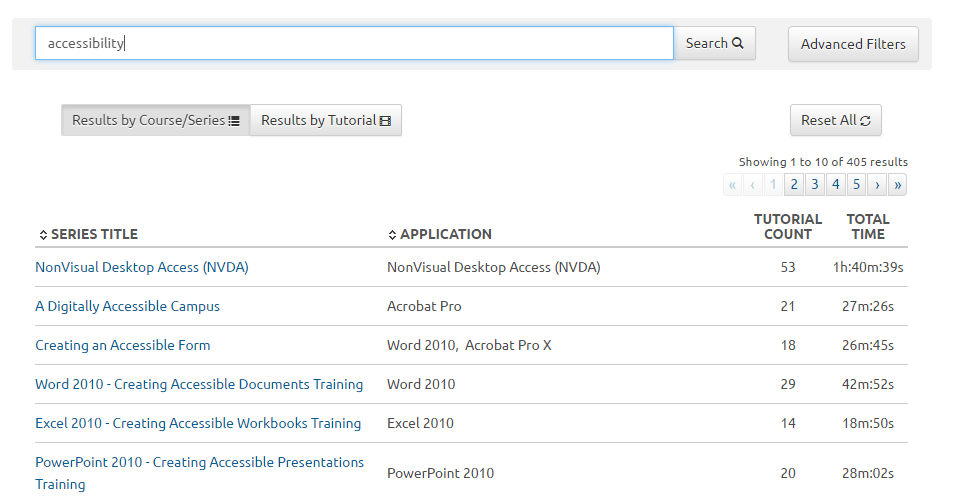 accessibility
Search
Advanced Filters
Results by Course/Series
Results by Tutorial
Reset All
Showing 1 to 10 of 405 results
« ‹ 1 2 3 4 5 › »
SERIES TITLE APPLICATION TUTORIAL COUNT TOTAL TIME
NonVisual Desktop Access (NVDA) NonVisual Desktop Access (NVDA) 53 1h:40m:39s
A Digitally Accessible Campus Acrobat Pro 21 27m:26s
Creating an Accessible Form Word 2010, Acrobat Pro X 18 26m:45s
Word 2010 - Creating Accessible Documents Training Word 2010 29 42m:52s
Excel 2010 - Creating Accessible Workbooks Training Excel 2010 14 18m:50s
PowerPoint 2010 - Creating Accessible Presentations
Training PowerPoint 2010 20 28m:02s